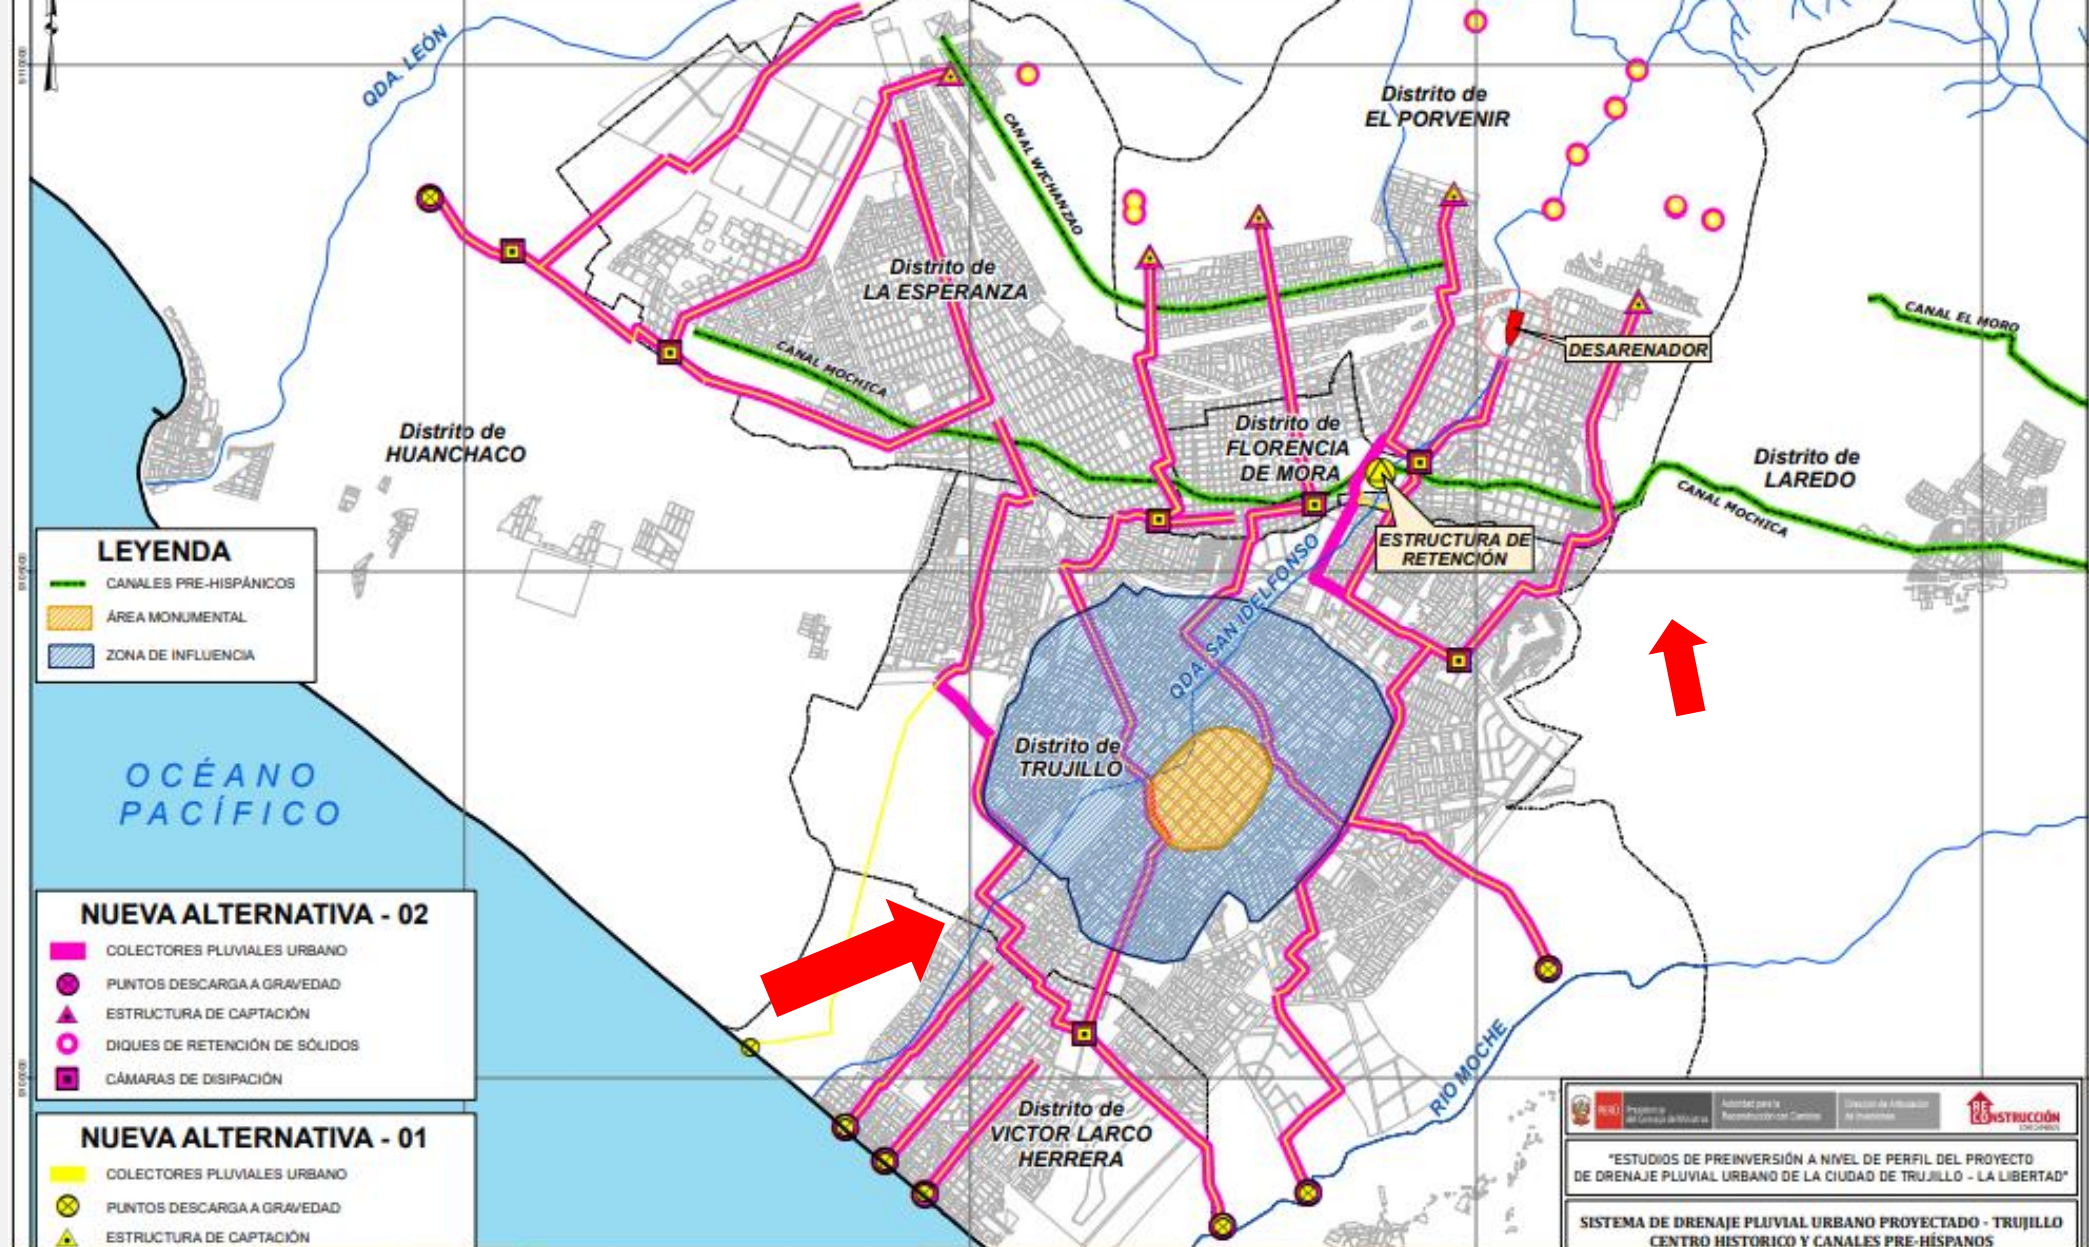 QDA. LEÓN
Distrito de
EL PORVENIR
CANAL WICHANZAO
Distrito de
LA ESPERANZA
CANAL EL MORO
DESARENADOR
CANAL MOCHICA
Distrito de
HUANCHACO
Distrito de
FLORENCIA
DE MORA
Distrito de
LAREDO
CANAL MOCHICA
ESTRUCTURA DE
RETENCIÓN
QDA. SAN IDELFONSO
LEYENDA
CANALES PRE-HISPÁNICOS
ÁREA MONUMENTAL
ZONA DE INFLUENCIA
Distrito de
TRUJILLO
OCÉANO
PACÍFICO
NUEVA ALTERNATIVA - 02
COLECTORES PLUVIALES URBANO
PUNTOS DESCARGA A GRAVEDAD
ESTRUCTURA DE CAPTACIÓN
DIQUES DE RETENCIÓN DE SÓLIDOS
CÁMARAS DE DISIPACIÓN
RIO MOCHE
Distrito de
VICTOR LARCO
HERRERA
NUEVA ALTERNATIVA - 01
COLECTORES PLUVIALES URBANO
PUNTOS DESCARGA A GRAVEDAD
ESTRUCTURA DE CAPTACIÓN
PERÚ
RECONSTRUCCIÓN
"ESTUDIOS DE PREINVERSIÓN A NIVEL DE PERFIL DEL PROYECTO
DE DRENAJE PLUVIAL URBANO DE LA CIUDAD DE TRUJILLO - LA LIBERTAD"
SISTEMA DE DRENAJE PLUVIAL URBANO PROYECTADO - TRUJILLO
CENTRO HISTORICO Y CANALES PRE-HÍSPANOS